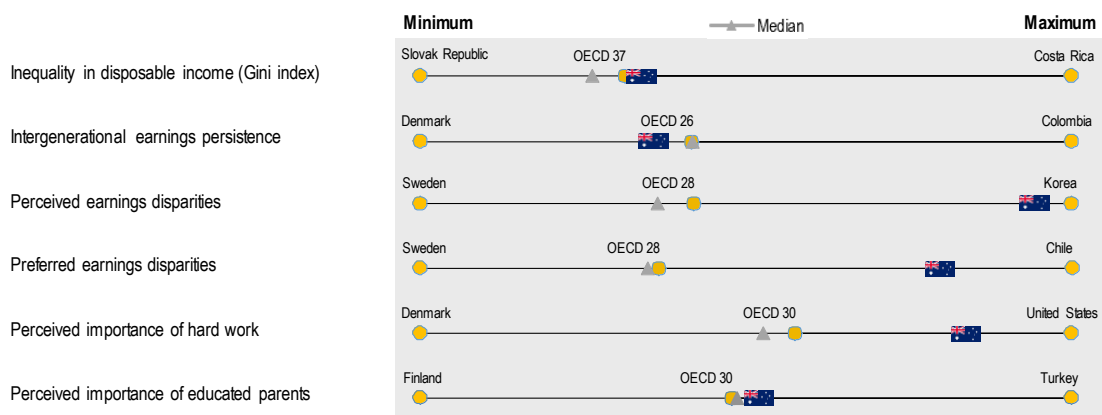 Minimum Median Maximum
Slovak Republic OECD 37 Costa Rica
Inequality in disposable income (Gini index)
Denmark OECD 26 Colombia
Intergenerational earnings persistence
Sweden OECD 28 Korea
Perceived earnings disparities
Sweden OECD 28 Chile
Preferred earnings disparities
Denmark OECD 30 United States
Perceived importance of hard work
Finland OECD 30 Turkey
Perceived importance of educated parents